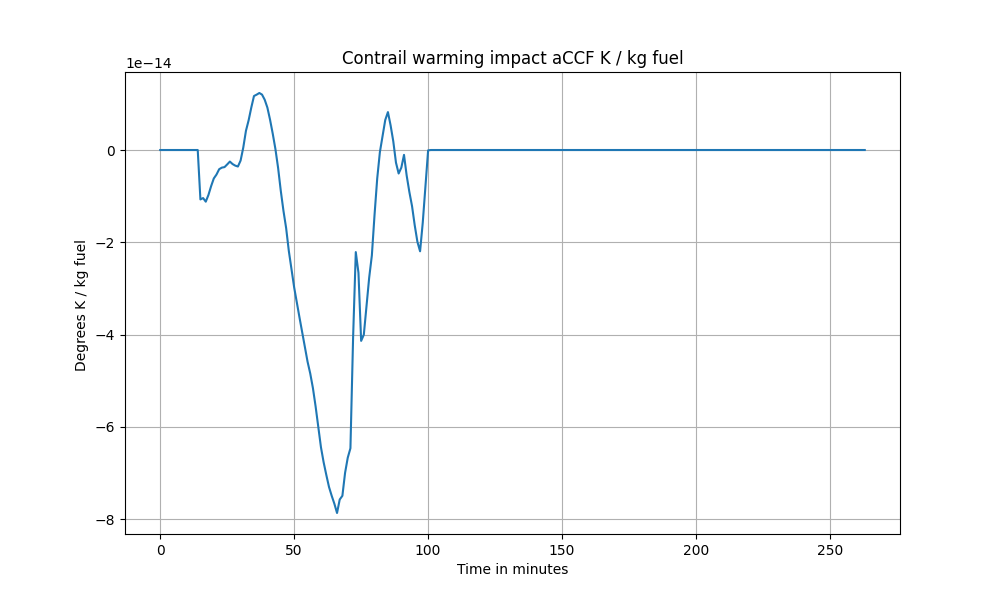 Contrail warming impact aCCF K / kg fuel
1e−14
0
−2
−4
−6
−8
Degrees K / kg fuel
0 50 100 150 200 250
Time in minutes